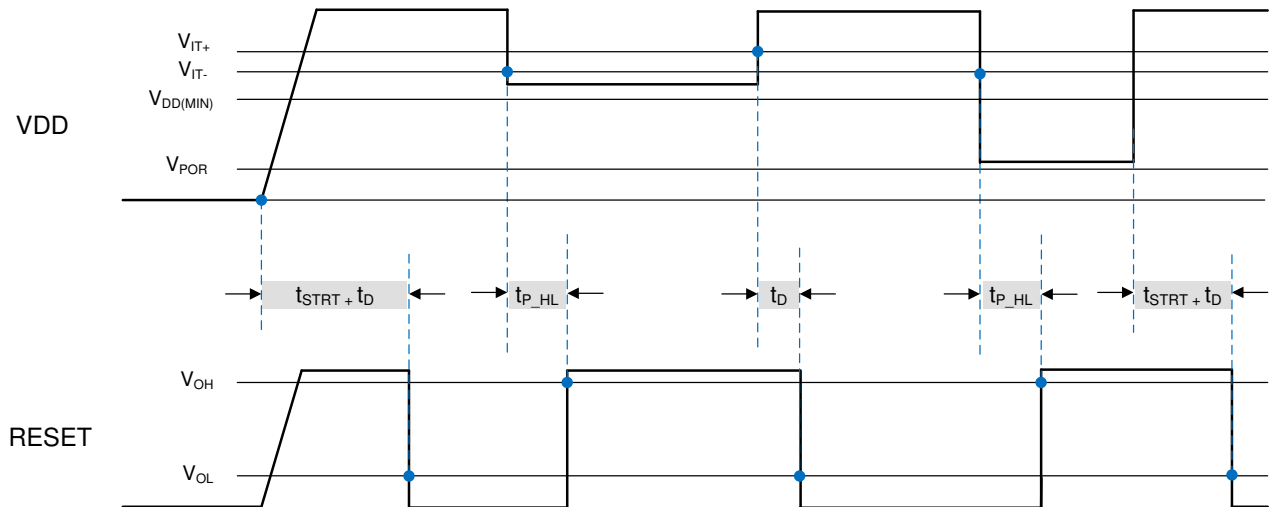 V_IT+
V_IT-
V_DD(MIN)
VDD
V_POR
t_STRT + t_D
t_P_HL
t_D
t_P_HL
t_STRT + t_D
V_OH
RESET
V_OL